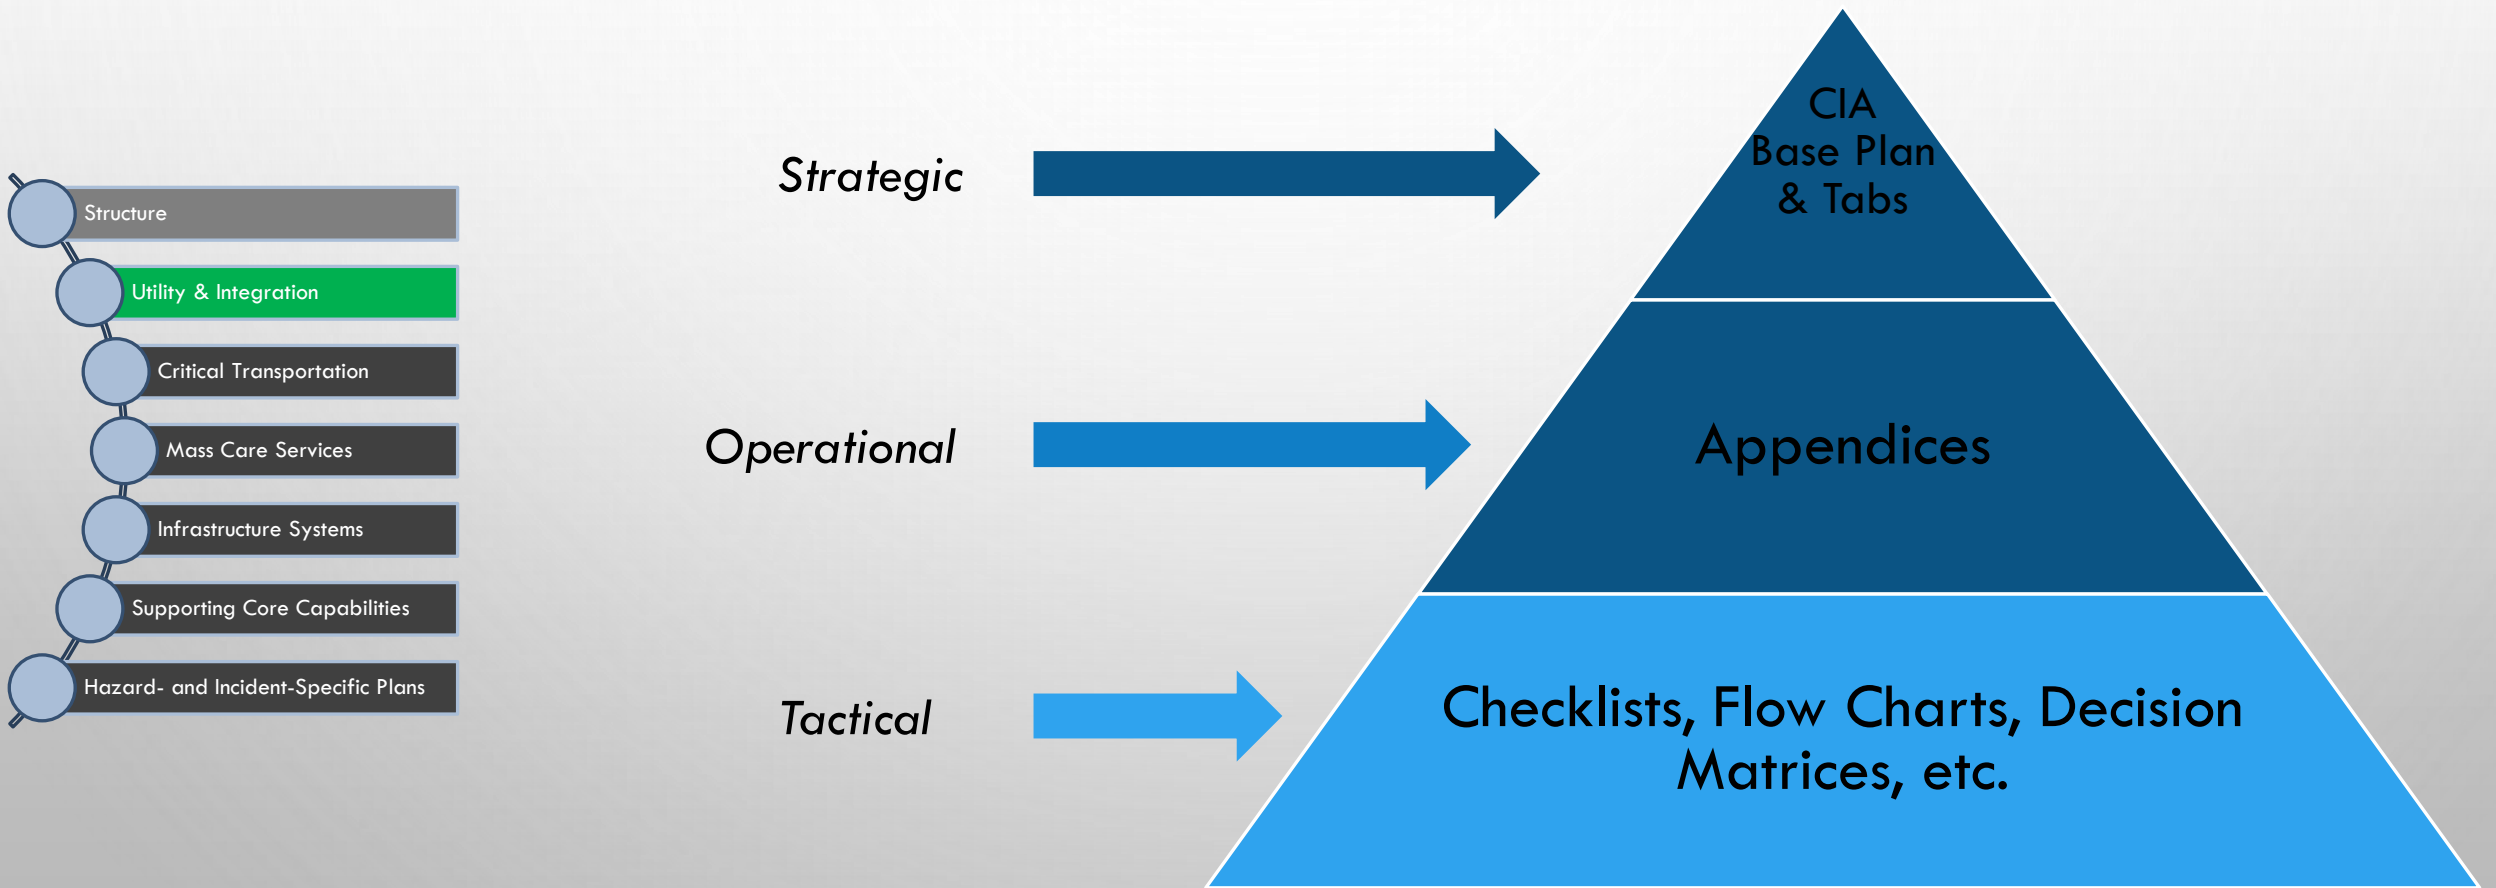 Structure
Utility & Integration
Critical Transportation
Mass Care Services
Infrastructure Systems
Supporting Core Capabilities
Hazard- and Incident-Specific Plans
Strategic
Operational
Tactical
CIA
Base Plan
& Tabs
Appendices
Checklists, Flow Charts, Decision
Matrices, etc.